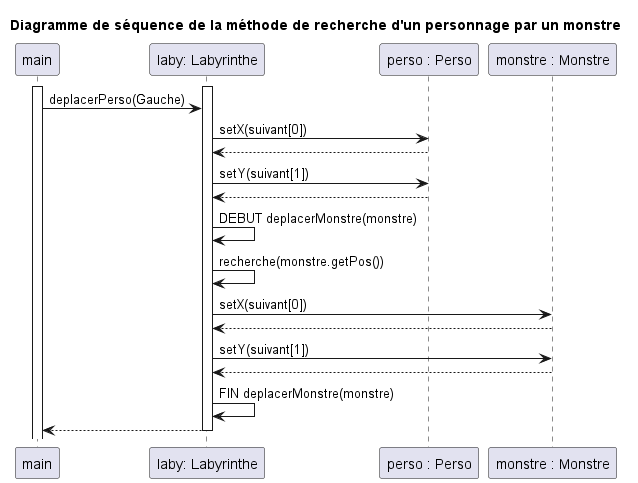 Diagramme de séquence de la méthode de recherche d'un personnage par un monstre
main
laby: Labyrinthe
perso : Perso
monstre : Monstre
deplacerPerso(Gauche)
setX(suivant[0])
setY(suivant[1])
DEBUT deplacerMonstre(monstre)
recherche(monstre.getPos())
setX(suivant[0])
setY(suivant[1])
FIN deplacerMonstre(monstre)
main
laby: Labyrinthe
perso : Perso
monstre : Monstre